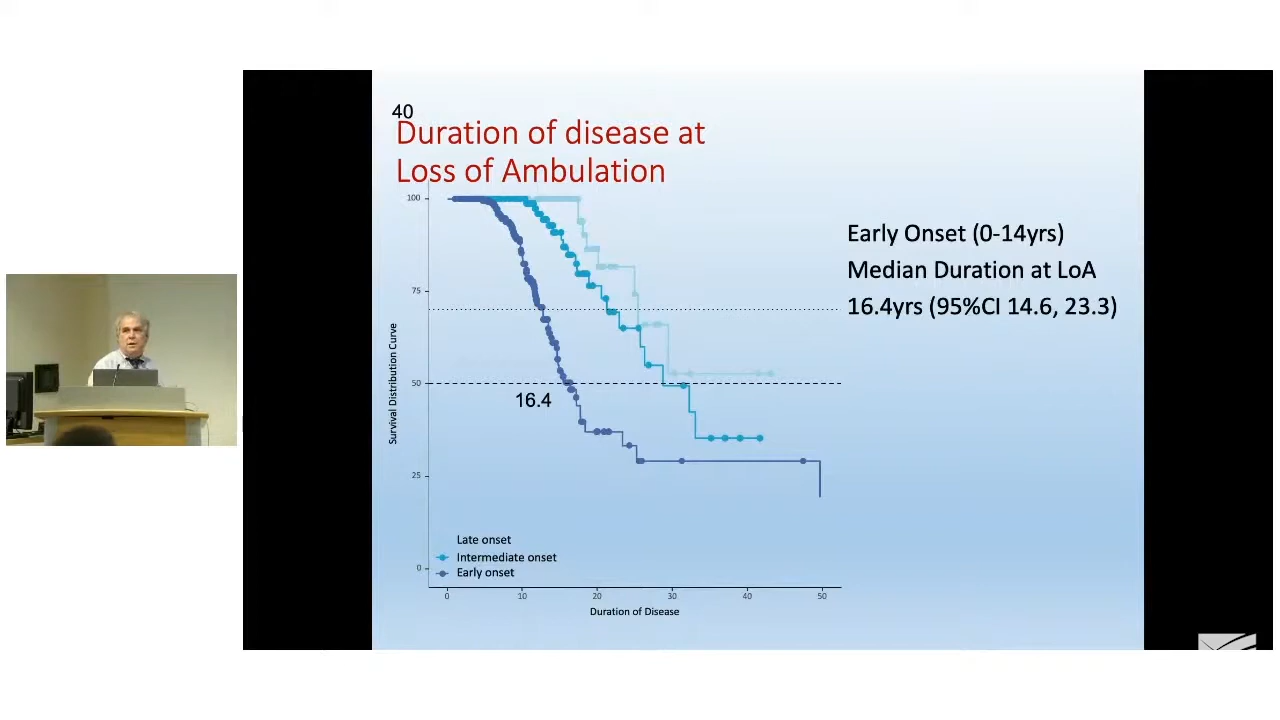 40
Duration of disease at
Loss of Ambulation
100
75
50
25
0
Survival Distribution Curve
16.4
Late onset
Intermediate onset
Early onset
0 10 20 30 40 50
Duration of Disease
Early Onset (0-14yrs)
Median Duration at LoA
16.4yrs (95%CI 14.6, 23.3)